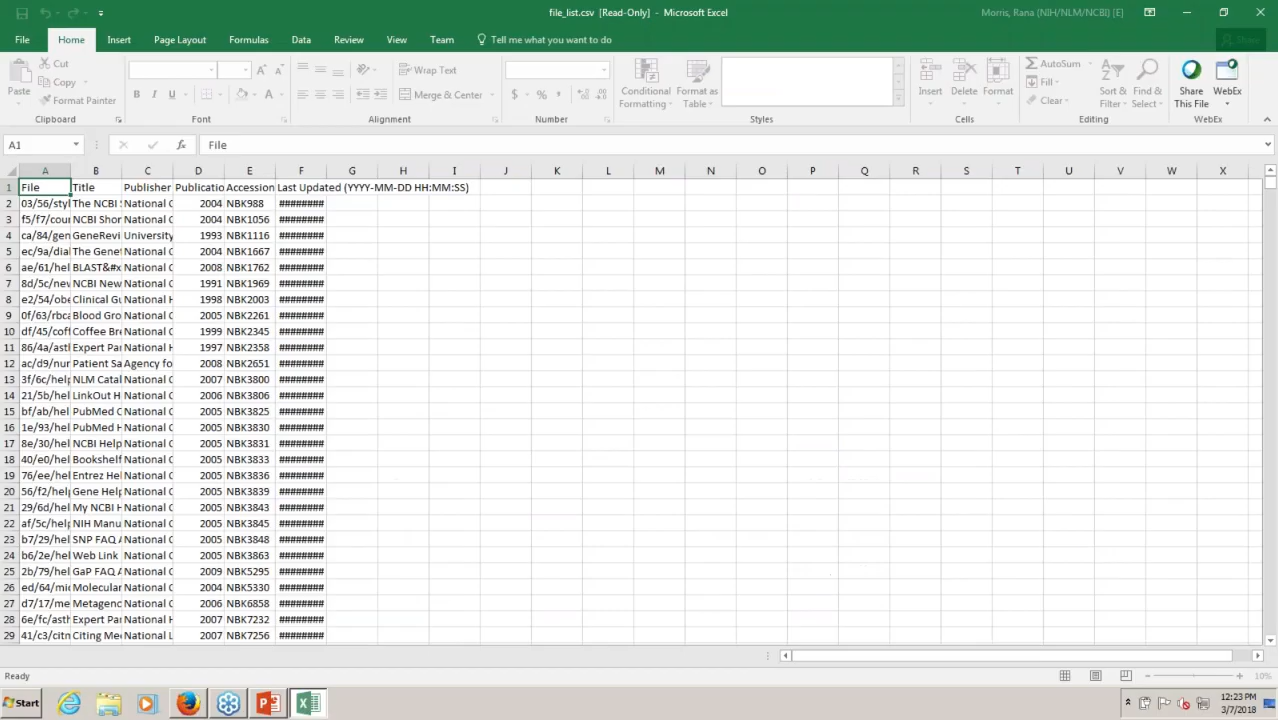 file_list.csv [Read-Only] - Microsoft Excel
Morris, Rana (NIH/NLM/NCBI) [E]
File Home Insert Page Layout Formulas Data Review View Team Tell me what you want to do Share
Paste Cut Copy Format Painter
Wrap Text Merge & Center
Conditional Formatting Format as Table
Insert Delete Format
AutoSum Fill Clear
Sort & Filter Find & Select
Share This File WebEx
Clipboard Font Alignment Number Styles Cells Editing WebEx
A1 fx File
A B C D E F G H I J K L M N O P Q R S T U V W X
1 File Title Publisher Publicatio Accession Last Updated (YYYY-MM-DD HH:MM:SS)
2 03/56/styl The NCBI S National C 2004 NBK988 ########
3 f5/f7/cour NCBI Shor National C 2004 NBK1056 ########
4 ca/84/gen GeneRevi University 1993 NBK1116 ########
5 ec/9a/dial The Genet National C 2004 NBK1667 ########
6 ae/61/hel BLAST&#x National C 2008 NBK1762 ########
7 8d/5c/new NCBI New National C 1991 NBK1969 ########
8 e2/54/obe Clinical Gu National H 1998 NBK2003 ########
9 0f/63/rbca Blood Gro National C 2005 NBK2261 ########
10 df/45/coff Coffee Bre National C 1999 NBK2345 ########
11 86/4a/ast Expert Par National H 1997 NBK2358 ########
12 ac/d9/nur Patient Sa Agency fo 2008 NBK2651 ########
13 3f/6c/help NLM Catal National C 2007 NBK3800 ########
14 21/5b/hel LinkOut H National C 2006 NBK3806 ########
15 bf/ab/hel PubMed C National C 2005 NBK3825 ########
16 1e/93/hel PubMed H National C 2005 NBK3830 ########
17 8e/30/hel NCBI Help National C 2005 NBK3831 ########
18 40/e0/hel Bookshelf National C 2005 NBK3833 ########
19 76/ee/hel Entrez Hel National C 2005 NBK3836 ########
20 56/f2/help Gene Help National C 2005 NBK3839 ########
21 29/6d/hel My NCBI H National C 2005 NBK3843 ########
22 af/5c/help NIH Manu National C 2005 NBK3845 ########
23 b7/29/hel SNP FAQ A National C 2005 NBK3848 ########
24 b6/2e/hel Web Link National C 2005 NBK3863 ########
25 2b/79/hel GaP FAQ A National C 2009 NBK5295 ########
26 ed/64/mic Molecular National C 2004 NBK5330 ########
27 d7/17/me Metagenc National C 2006 NBK6858 ########
28 6e/fc/asth Expert Par National H 2007 NBK7232 ########
29 41/c3/citn Citing Mec National L 2007 NBK7256 ########
Ready 10%
Start 12:23 PM
3/7/2018